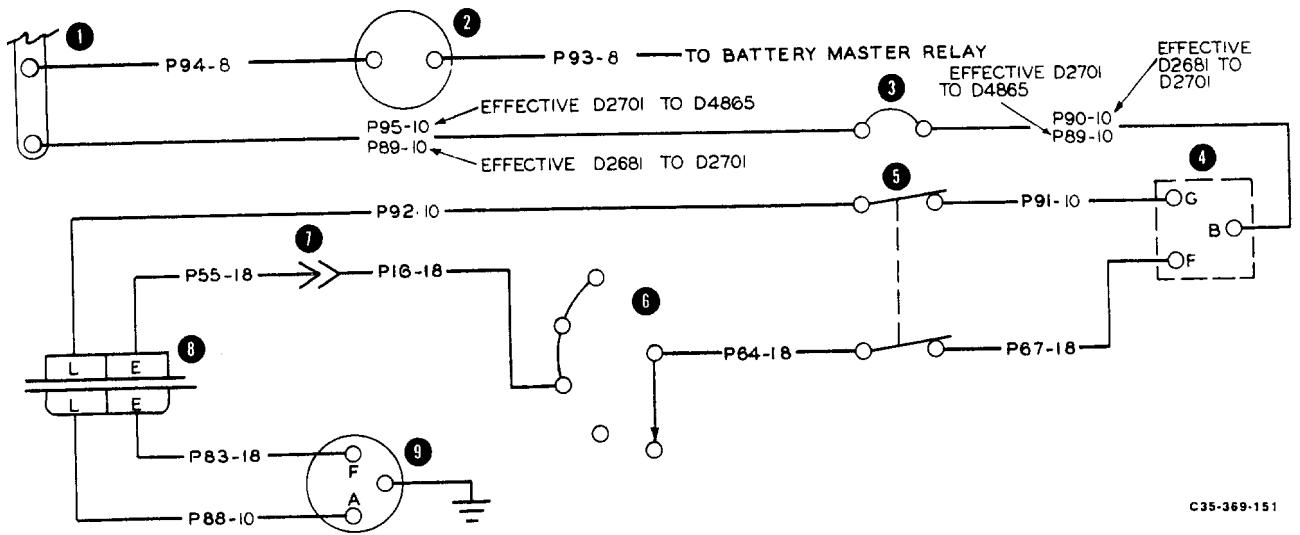 1
2
P94-8
P93-8
TO BATTERY MASTER RELAY
EFFECTIVE
D2681 TO
D2701
EFFECTIVE D2701
TO D4865
3
P95-10
EFFECTIVE D2701 TO D4865
P89-10
EFFECTIVE D2681 TO D2701
P90-10
P89-10
4
5
P92-10
P91-10
G
B
F
7
P55-18
P16-18
6
8
L
E
L
E
P64-18
P67-18
P83-18
9
F
A
P88-10
C35-369-151